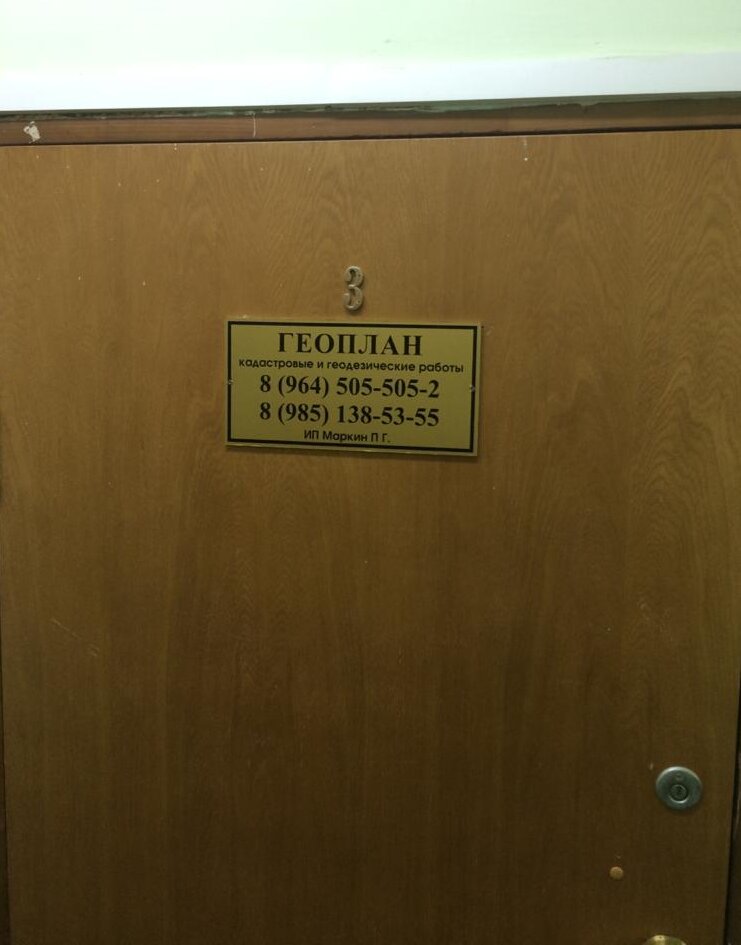 3
ГЕОПЛАН
кадастровые и геодезические работы
8 (964) 505-505-2
8 (985) 138-53-55
ИП Маркин П Г.